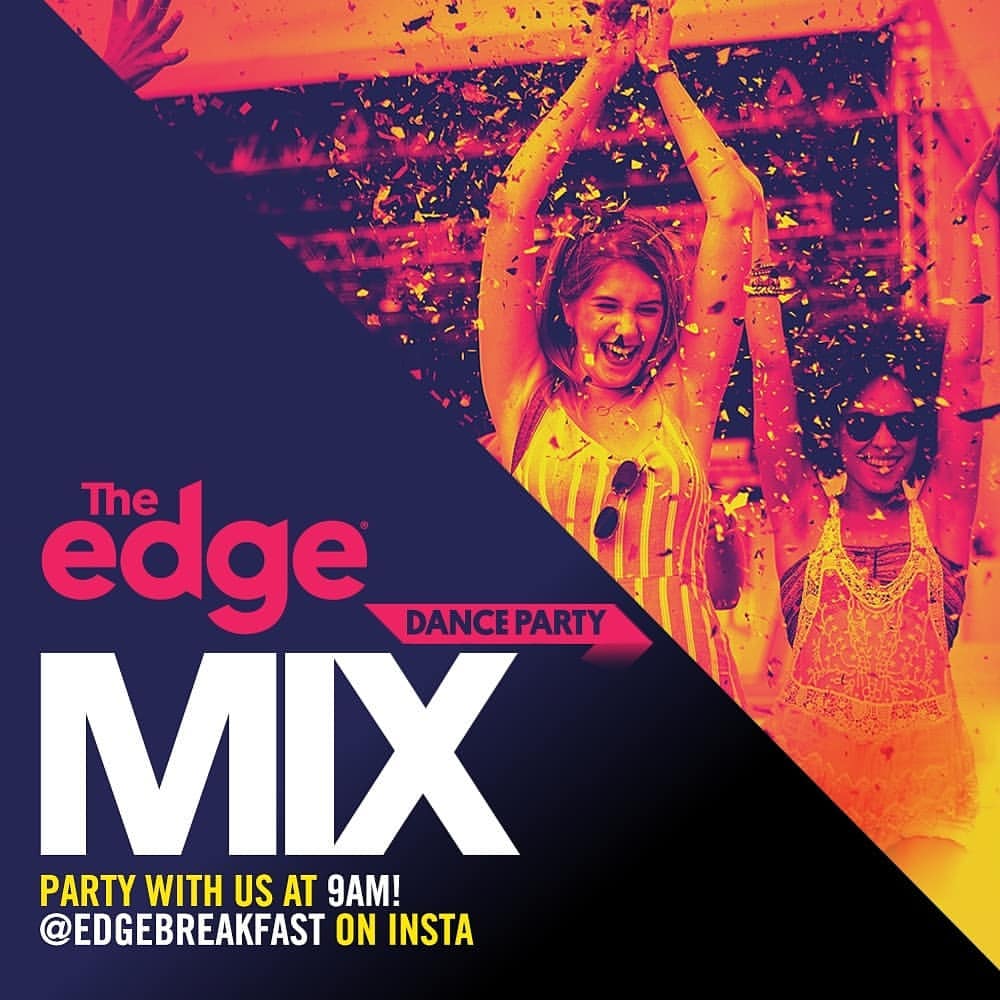 The
edge®
DANCE PARTY
MIX
PARTY WITH US AT 9AM!
@EDGEBREAKFAST ON INSTA